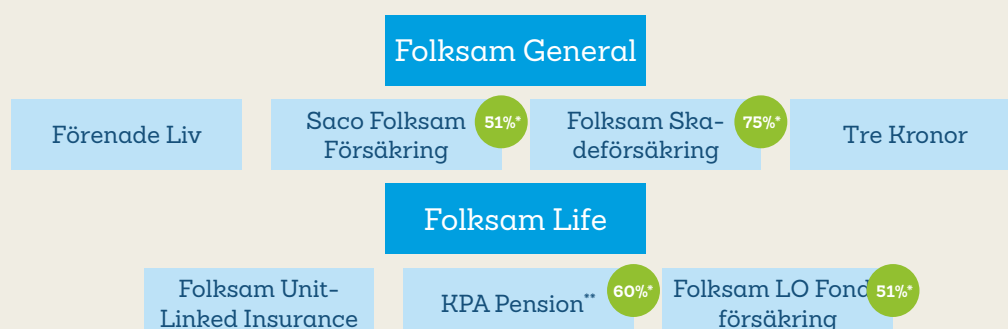 Folksam General
Förenade Liv
Saco Folksam
Försäkring
51%*
Folksam Ska-
deförsäkring
75%*
Tre Kronor
Folksam Life
Folksam Unit-
Linked Insurance
KPA Pension**
60%*
Folksam LO Fond
försäkring
51%*